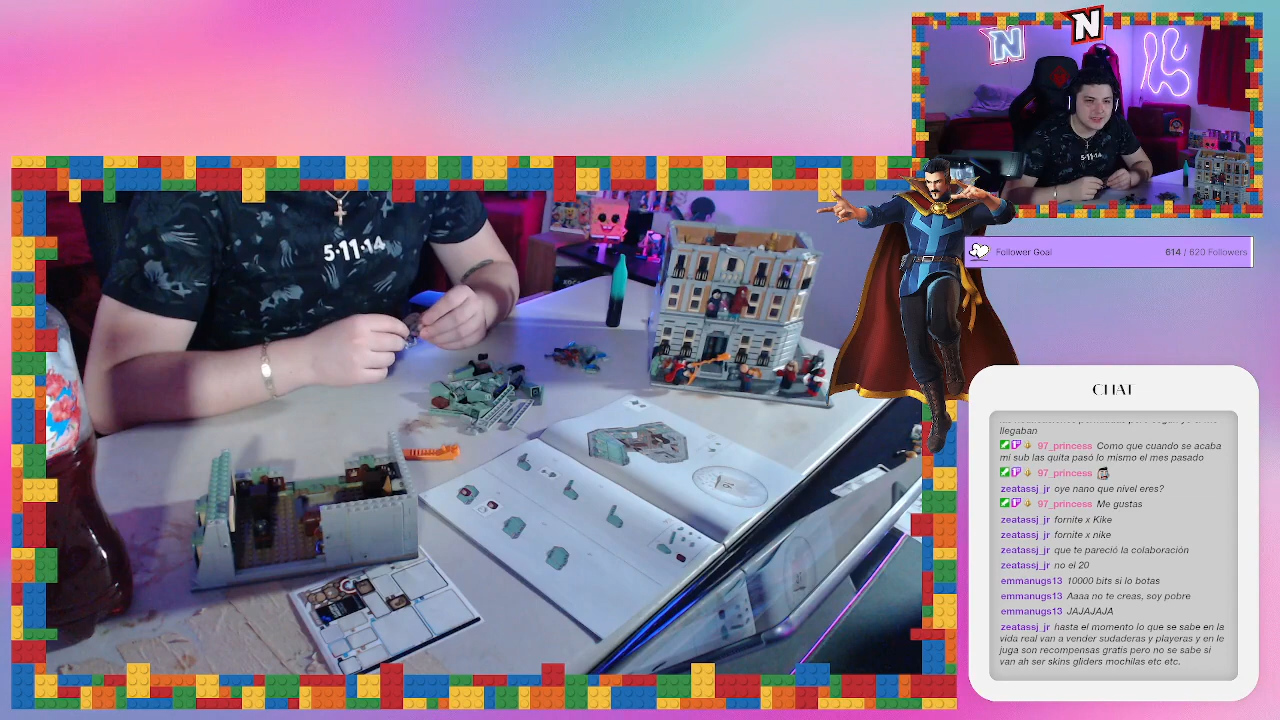 N
N
5·11·14
5·11·14
Follower Goal
614 / 620 Followers
CHAT
llegaban
97_princess Como que cuando se acaba
mi sub las quita pasó lo mismo el mes pasado
97_princess
zeatassj_jr oye nano que nivel eres?
97_princess Me gustas
zeatassj_jr fornite x Kike
zeatassj_jr fornite x nike
zeatassj_jr que te pareció la colaboración
zeatassj_jr no el 20
emmanugs13 10000 bits si lo botas
emmanugs13 Aaaa no te creas, soy pobre
emmanugs13 JAJAJAJA
zeatassj_jr hasta el momento lo que se sabe en la
vida real van a vender sudaderas y playeras y en le
juga son recompensas gratis pero no se sabe si
van ah ser skins gliders mochilas etc etc.